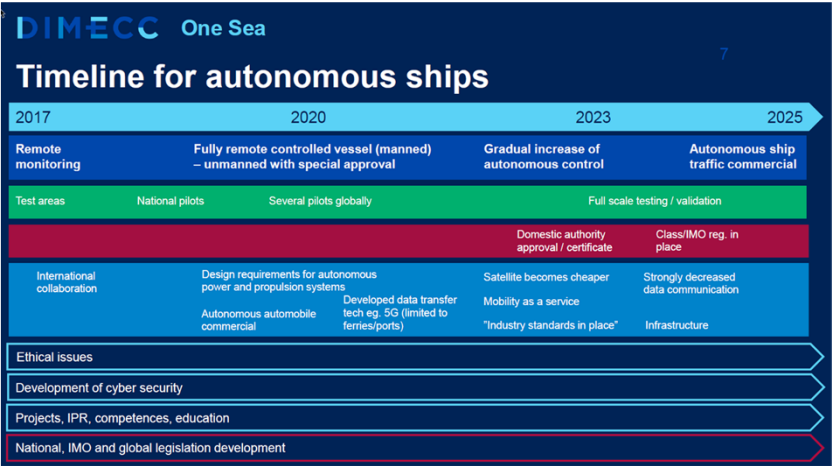 DIMECC One Sea
7
Timeline for autonomous ships
2017 2020 2023 2025
Remote
monitoring
Fully remote controlled vessel (manned)
– unmanned with special approval
Gradual increase of
autonomous control
Autonomous ship
traffic commercial
Test areas National pilots Several pilots globally Full scale testing / validation
Domestic authority
approval / certificate
Class/IMO reg. in
place
International
collaboration
Design requirements for autonomous
power and propulsion systems
Autonomous automobile
commercial
Developed data transfer
tech eg. 5G (limited to
ferries/ports)
Satellite becomes cheaper
Mobility as a service
"Industry standards in place"
Strongly decreased
data communication
Infrastructure
Ethical issues
Development of cyber security
Projects, IPR, competences, education
National, IMO and global legislation development